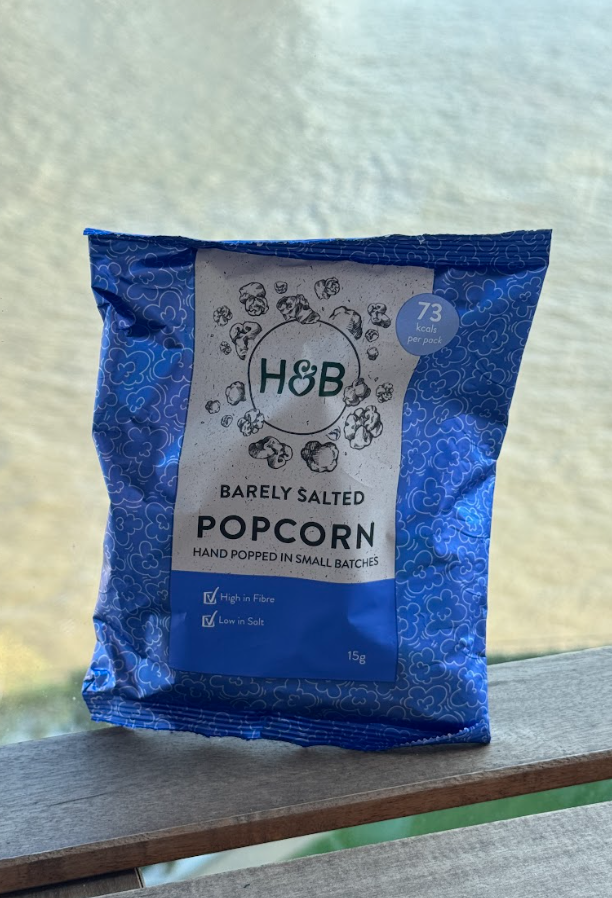 73
kcals
per pack
H&B
BARELY SALTED
POPCORN
HAND POPPED IN SMALL BATCHES
High in Fibre
Low in Salt
15g